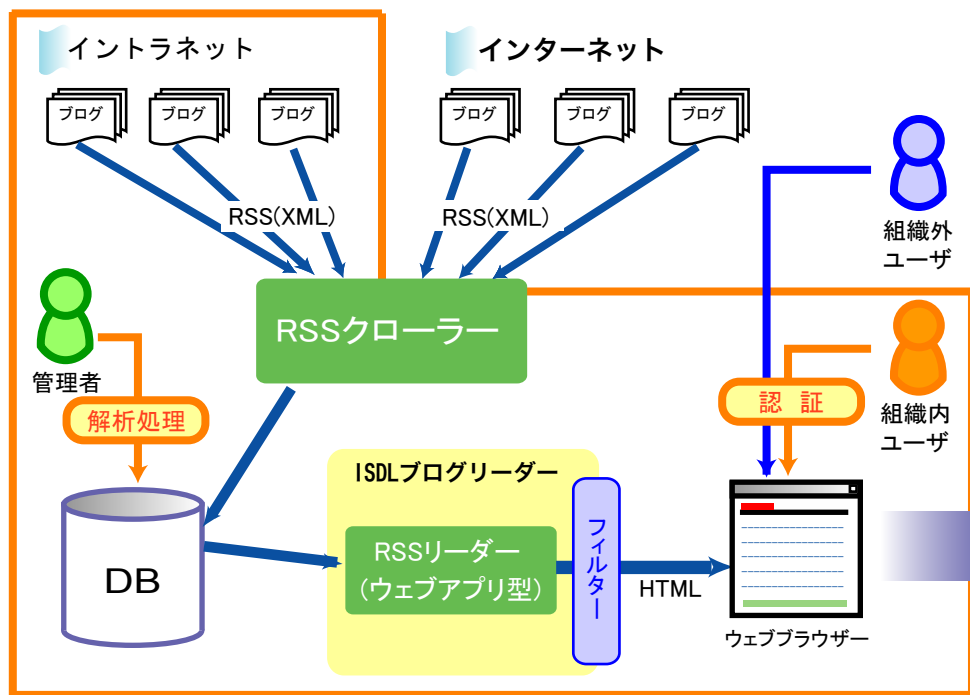 イントラネット
インターネット
ブログ
ブログ
ブログ
ブログ
ブログ
ブログ
RSS(XML)
RSS(XML)
組織外
ユーザ
RSSクローラー
管理者
解析処理
認 証
組織内
ユーザ
ISDLブログリーダー
フィルター
RSSリーダー
(ウェブアプリ型)
DB
HTML
ウェブブラウザー